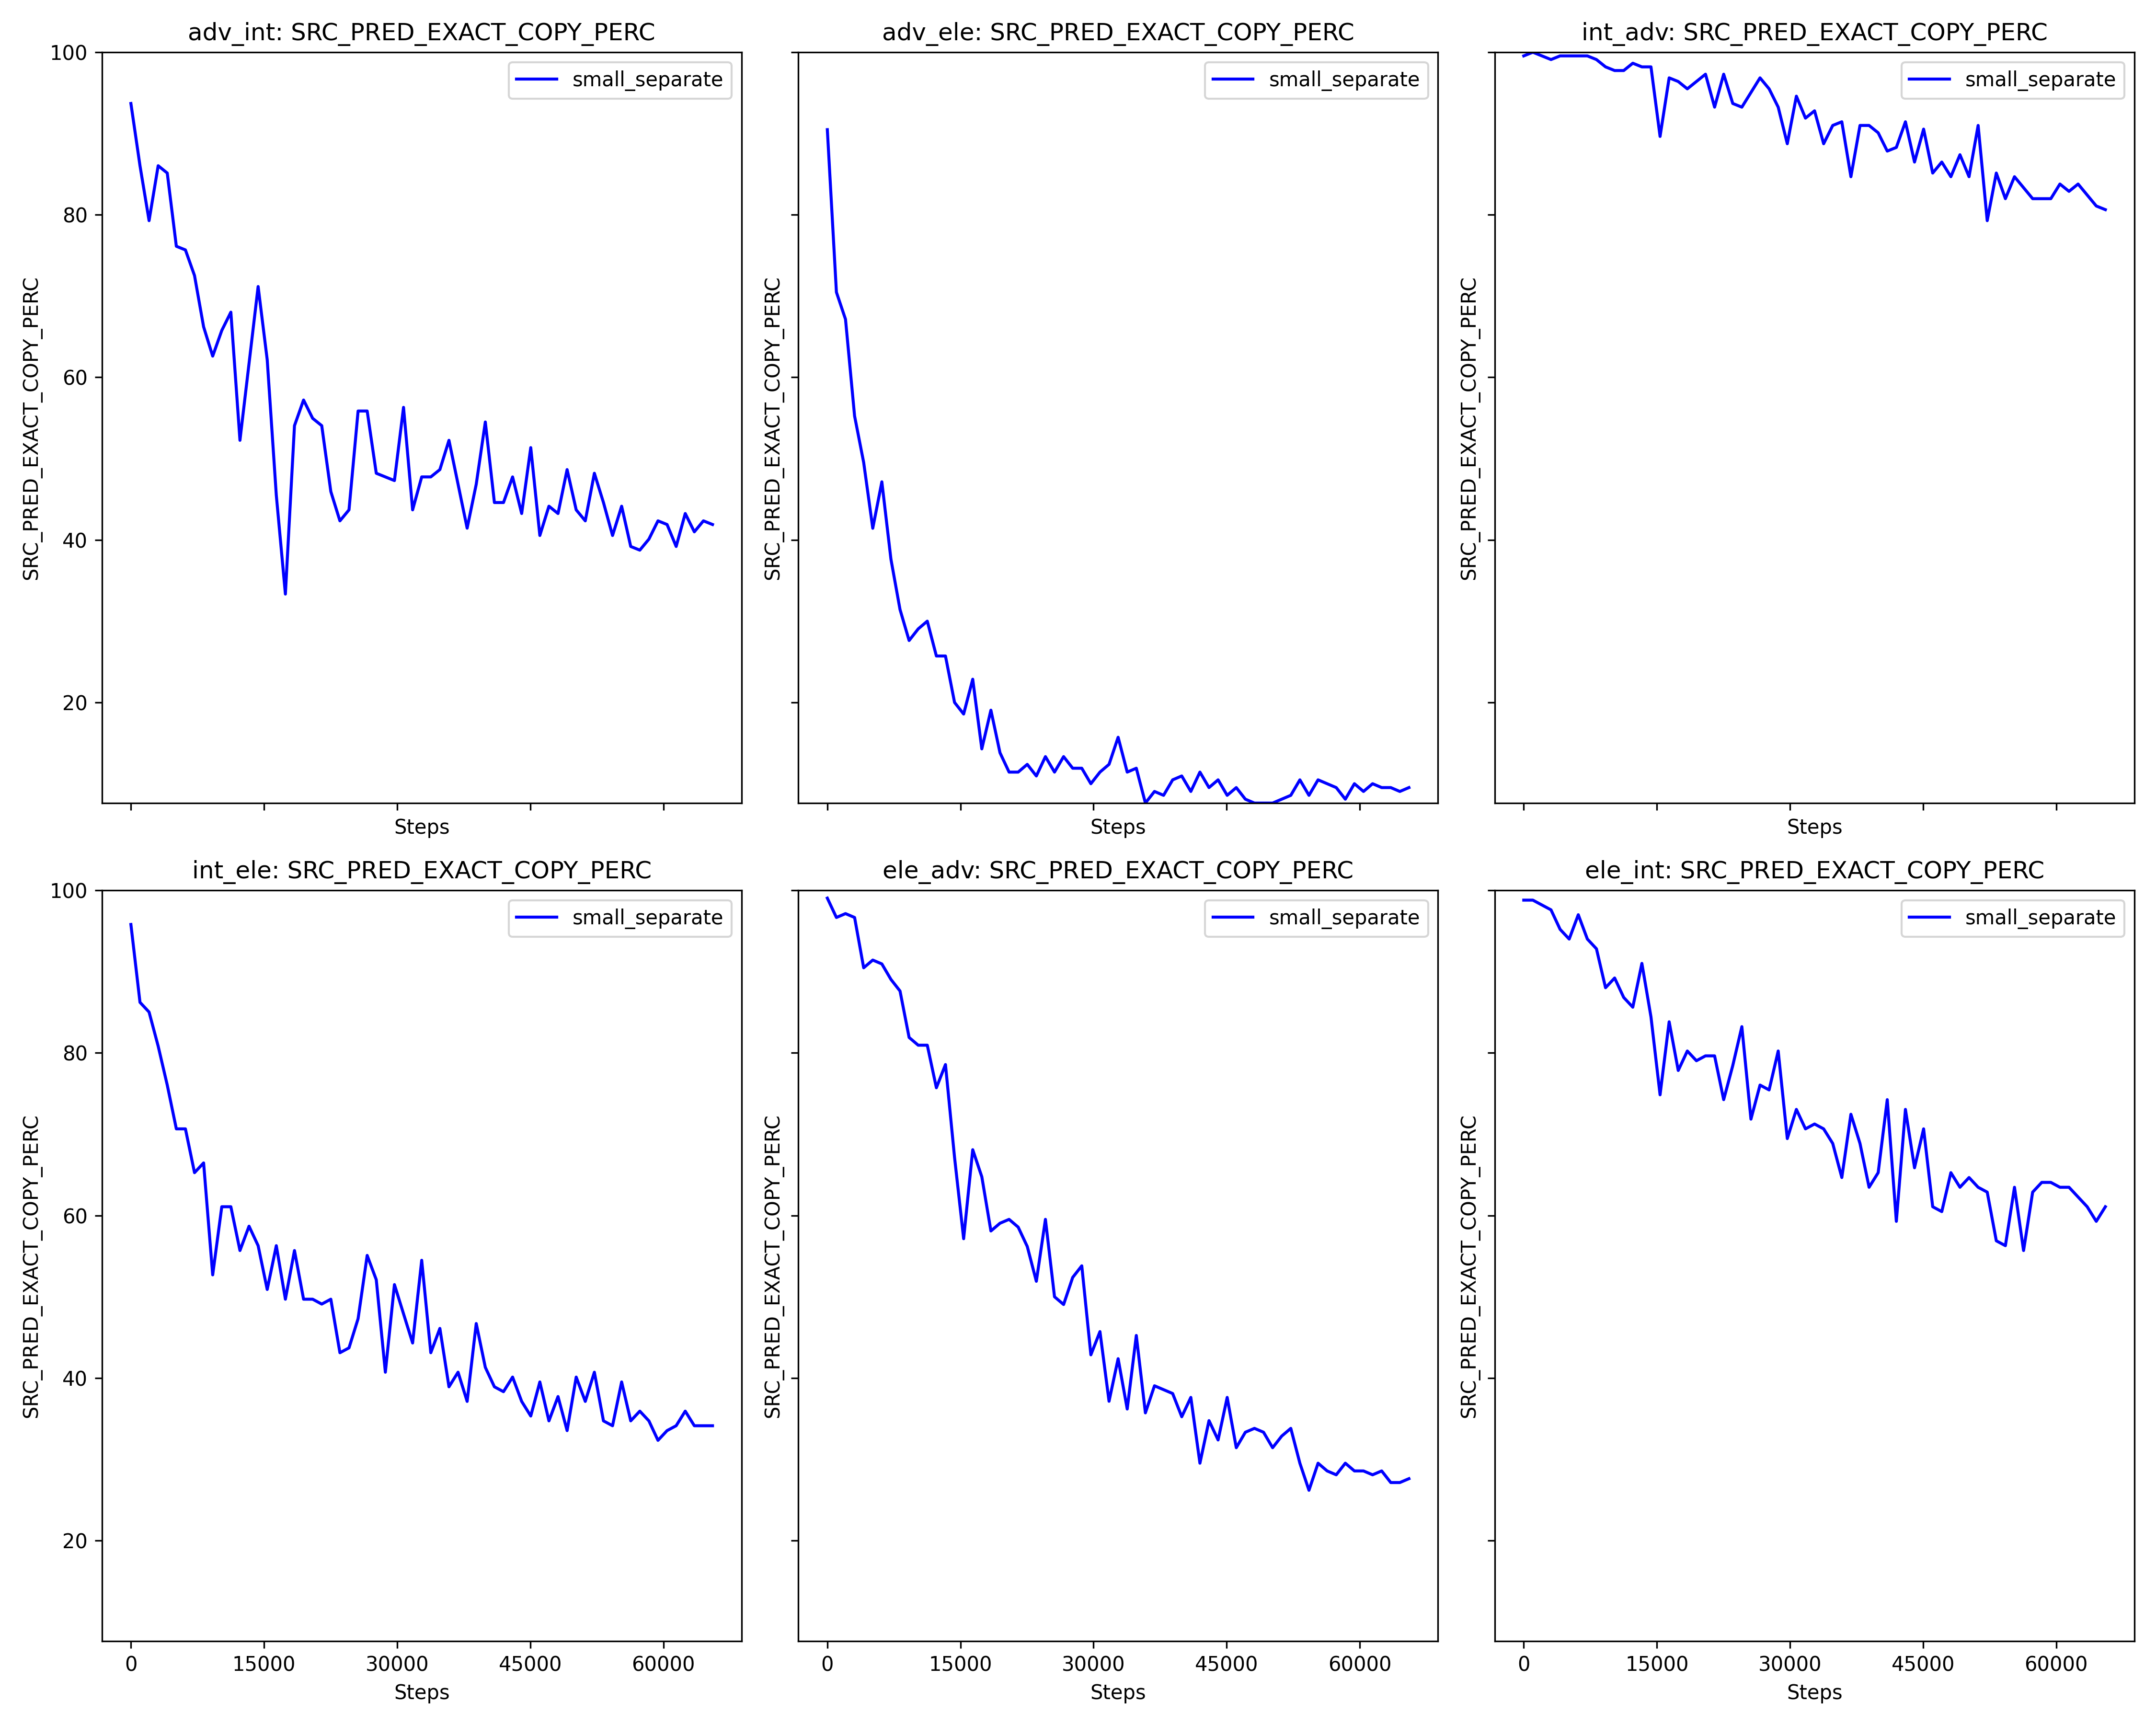 adv_int: SRC_PRED_EXACT_COPY_PERC
adv_ele: SRC_PRED_EXACT_COPY_PERC
int_adv: SRC_PRED_EXACT_COPY_PERC
small_separate
small_separate
small_separate
SRC_PRED_EXACT_COPY_PERC
SRC_PRED_EXACT_COPY_PERC
SRC_PRED_EXACT_COPY_PERC
100
80
60
40
20
Steps
Steps
Steps
int_ele: SRC_PRED_EXACT_COPY_PERC
ele_adv: SRC_PRED_EXACT_COPY_PERC
ele_int: SRC_PRED_EXACT_COPY_PERC
small_separate
small_separate
small_separate
SRC_PRED_EXACT_COPY_PERC
SRC_PRED_EXACT_COPY_PERC
SRC_PRED_EXACT_COPY_PERC
100
80
60
40
20
0 15000 30000 45000 60000
0 15000 30000 45000 60000
0 15000 30000 45000 60000
Steps
Steps
Steps